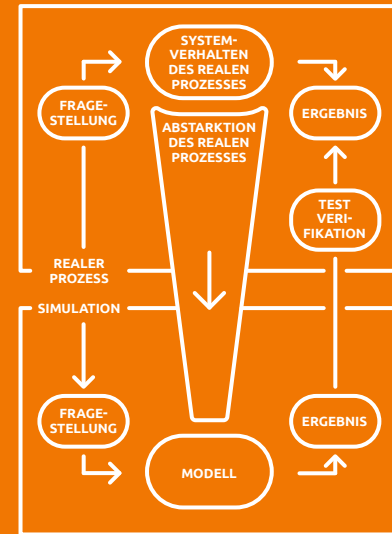 SYSTEM-
VERHALTEN
DES REALEN
PROZESSES
FRAGE-
STELLUNG
ERGEBNIS
ABSTARKTION
DES REALEN
PROZESSES
TEST
VERI-
FIKATION
REALER
PROZESS
SIMULATION
FRAGE-
STELLUNG
ERGEBNIS
MODELL